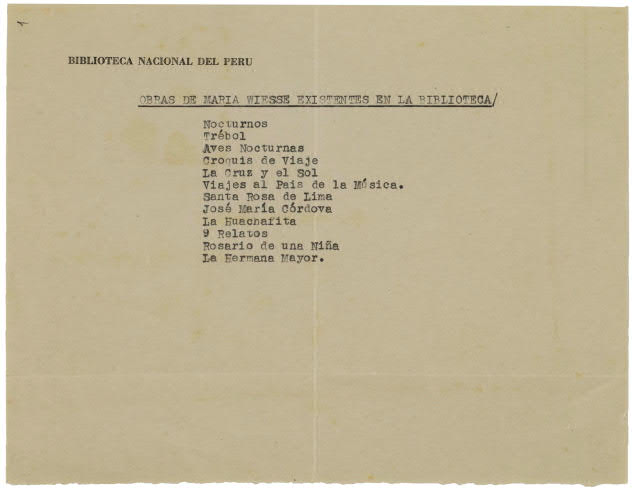 BIBLIOTECA NACIONAL DEL PERU
OBRAS DE MARIA WIESSE EXISTENTES EN LA BIBLIOTECA/
Nocturnos
Trébol
Aves Nocturnas
Croquis de Viaje
La Cruz y el Sol
Viajes al País de la Música.
Santa Rosa de Lima
José María Córdova
La Huachafita
9 Relatos
Rosario de una Niña
La Hermana Mayor.